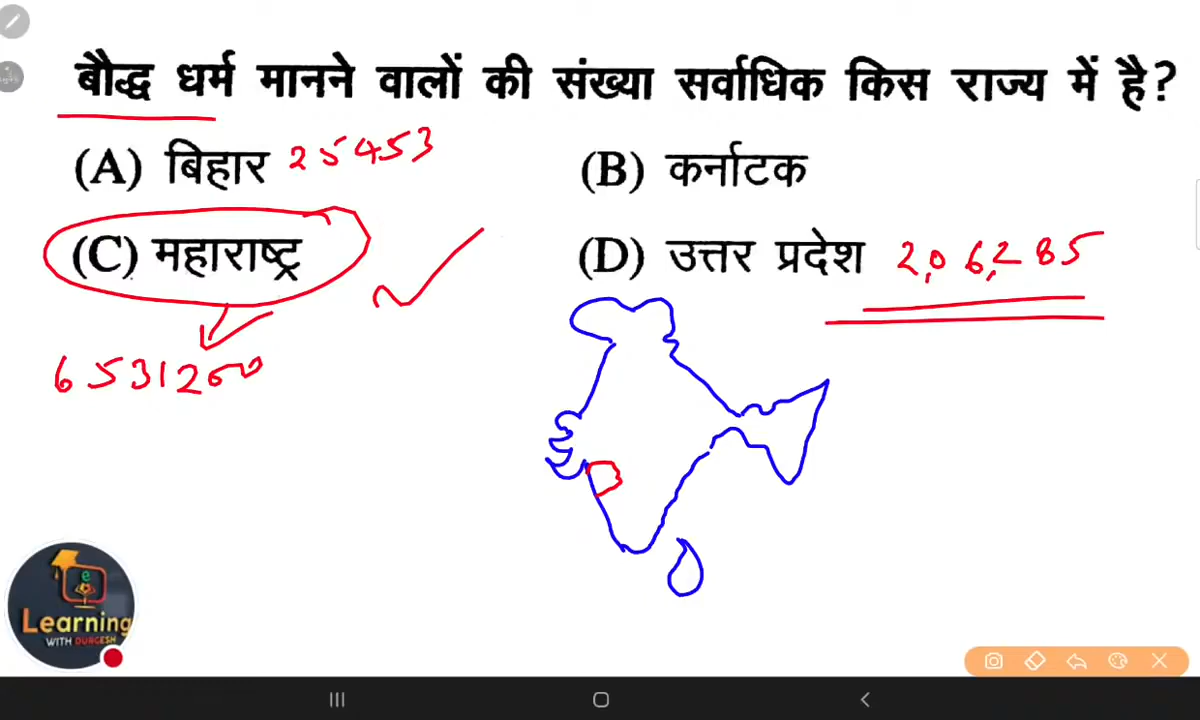 बौद्ध धर्म मानने वालों की संख्या सर्वाधिक किस राज्य में है?
(A) बिहार 25453
(B) कर्नाटक
(C) महाराष्ट्र
(D) उत्तर प्रदेश 2,06,285
6531200
e
Learning
WITH DURGESH